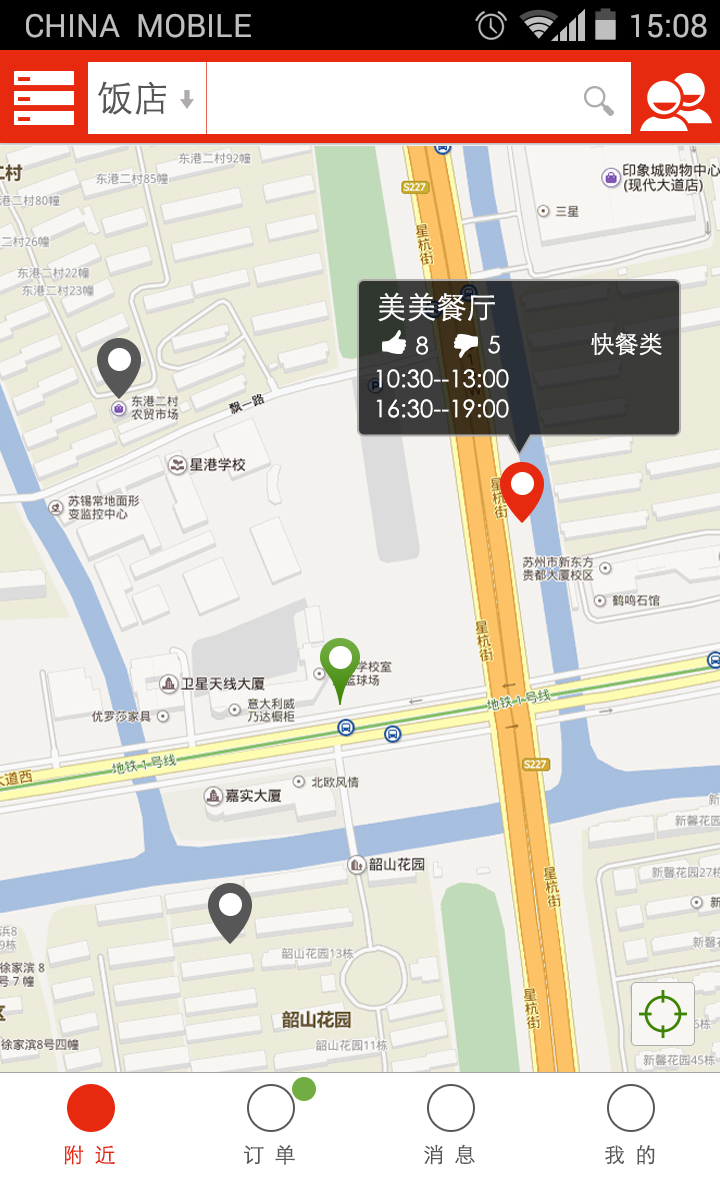 CHINA MOBILE 15:08
饭店
二村
东港二村92幢
东港二村85幢
港二村80幢
二村26幢
东港二村22幢
东港二村23幢
S227
星杭街
印象城购物中心
(现代大道店)
三星
美美餐厅
8 5 快餐类
10:30--13:00
16:30--19:00
P
东港二村
农贸市场
飘一路
星港学校
苏锡常地面形
变监控中心
星杭街
苏州市新东方
贵都大厦校区
鹤鸣石馆
星杭街
学校室
篮球场
卫星天线大厦
意大利威
乃达橱柜
优罗莎家具
地铁1号线
地铁1号线
大道西
S227
北欧风情
嘉实大厦
韶山花园
新馨花园
新馨花园27栋
星杭街
韶山花园13栋
浜8
9栋
徐家浜8
号7幢
徐家浜8号四幢
区
韶山花园
韶山花园11栋
星杭街
新馨花园45栋
附近
订单
消息
我的